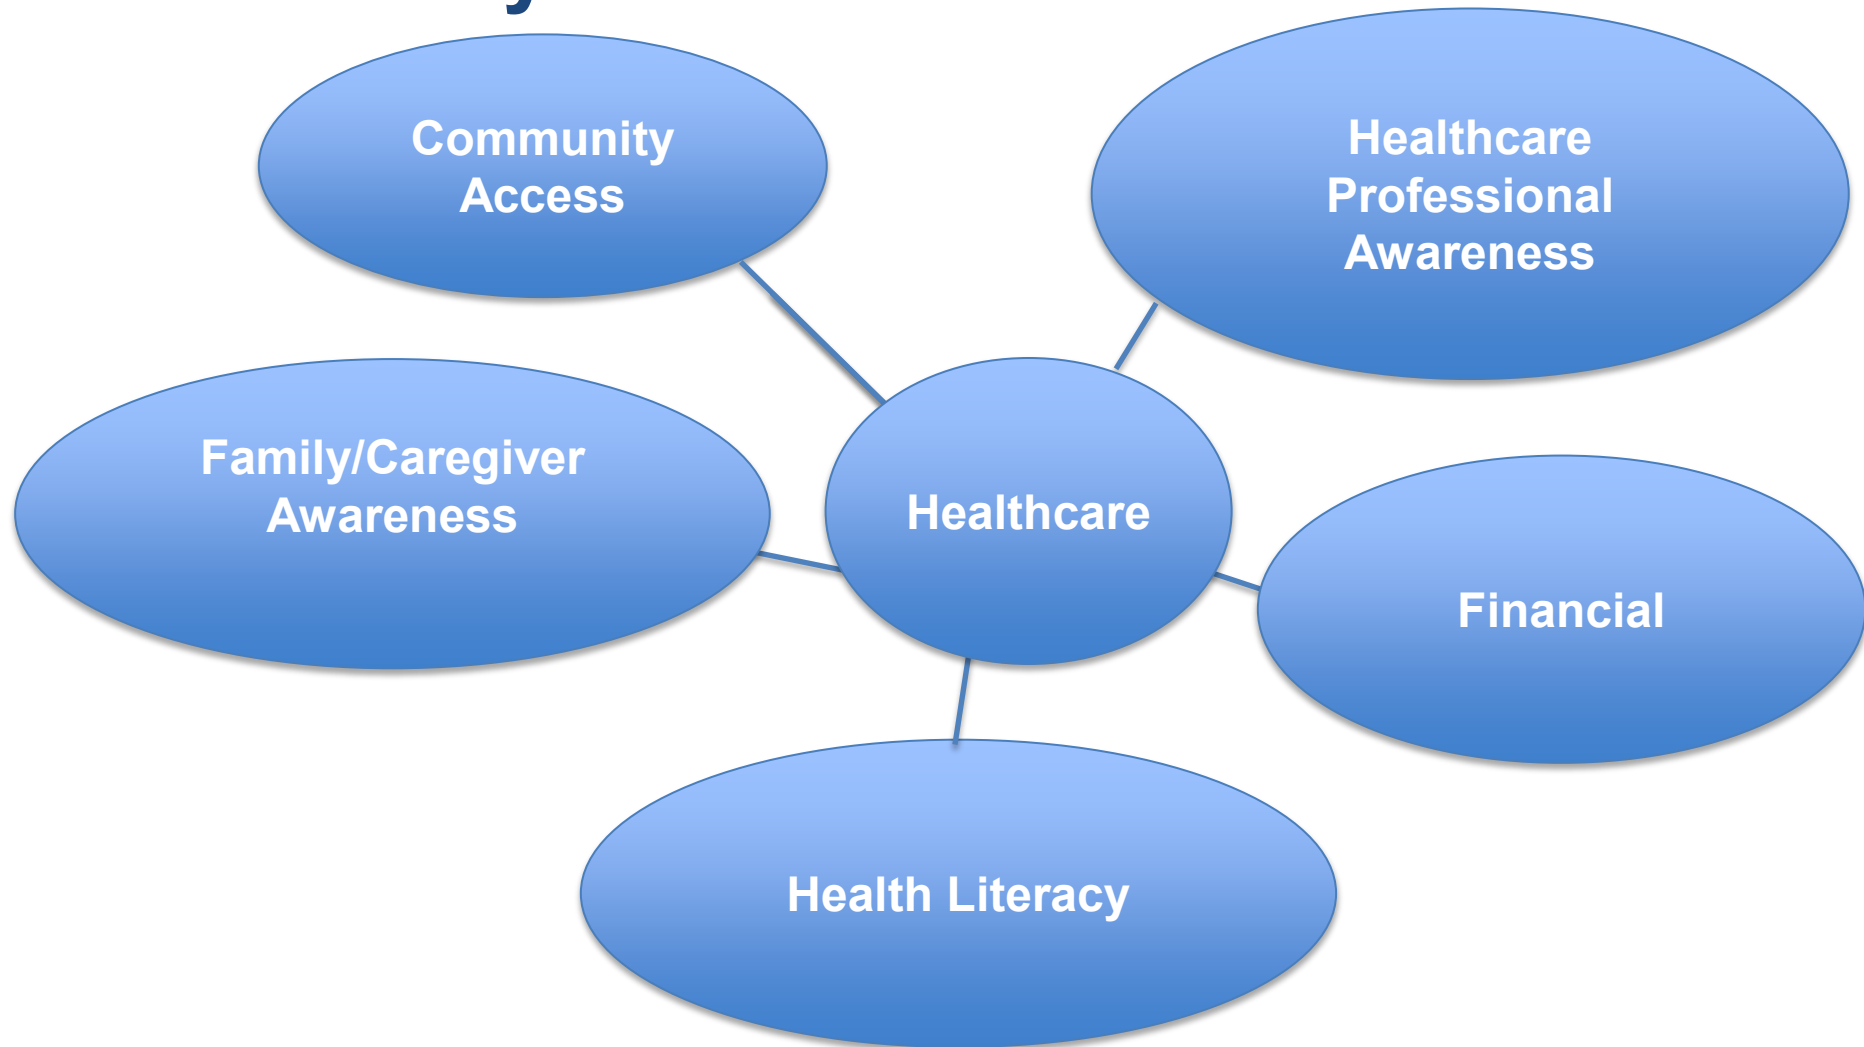 Community
Access
Healthcare
Professional
Awareness
Family/Caregiver
Awareness
Healthcare
Financial
Health Literacy